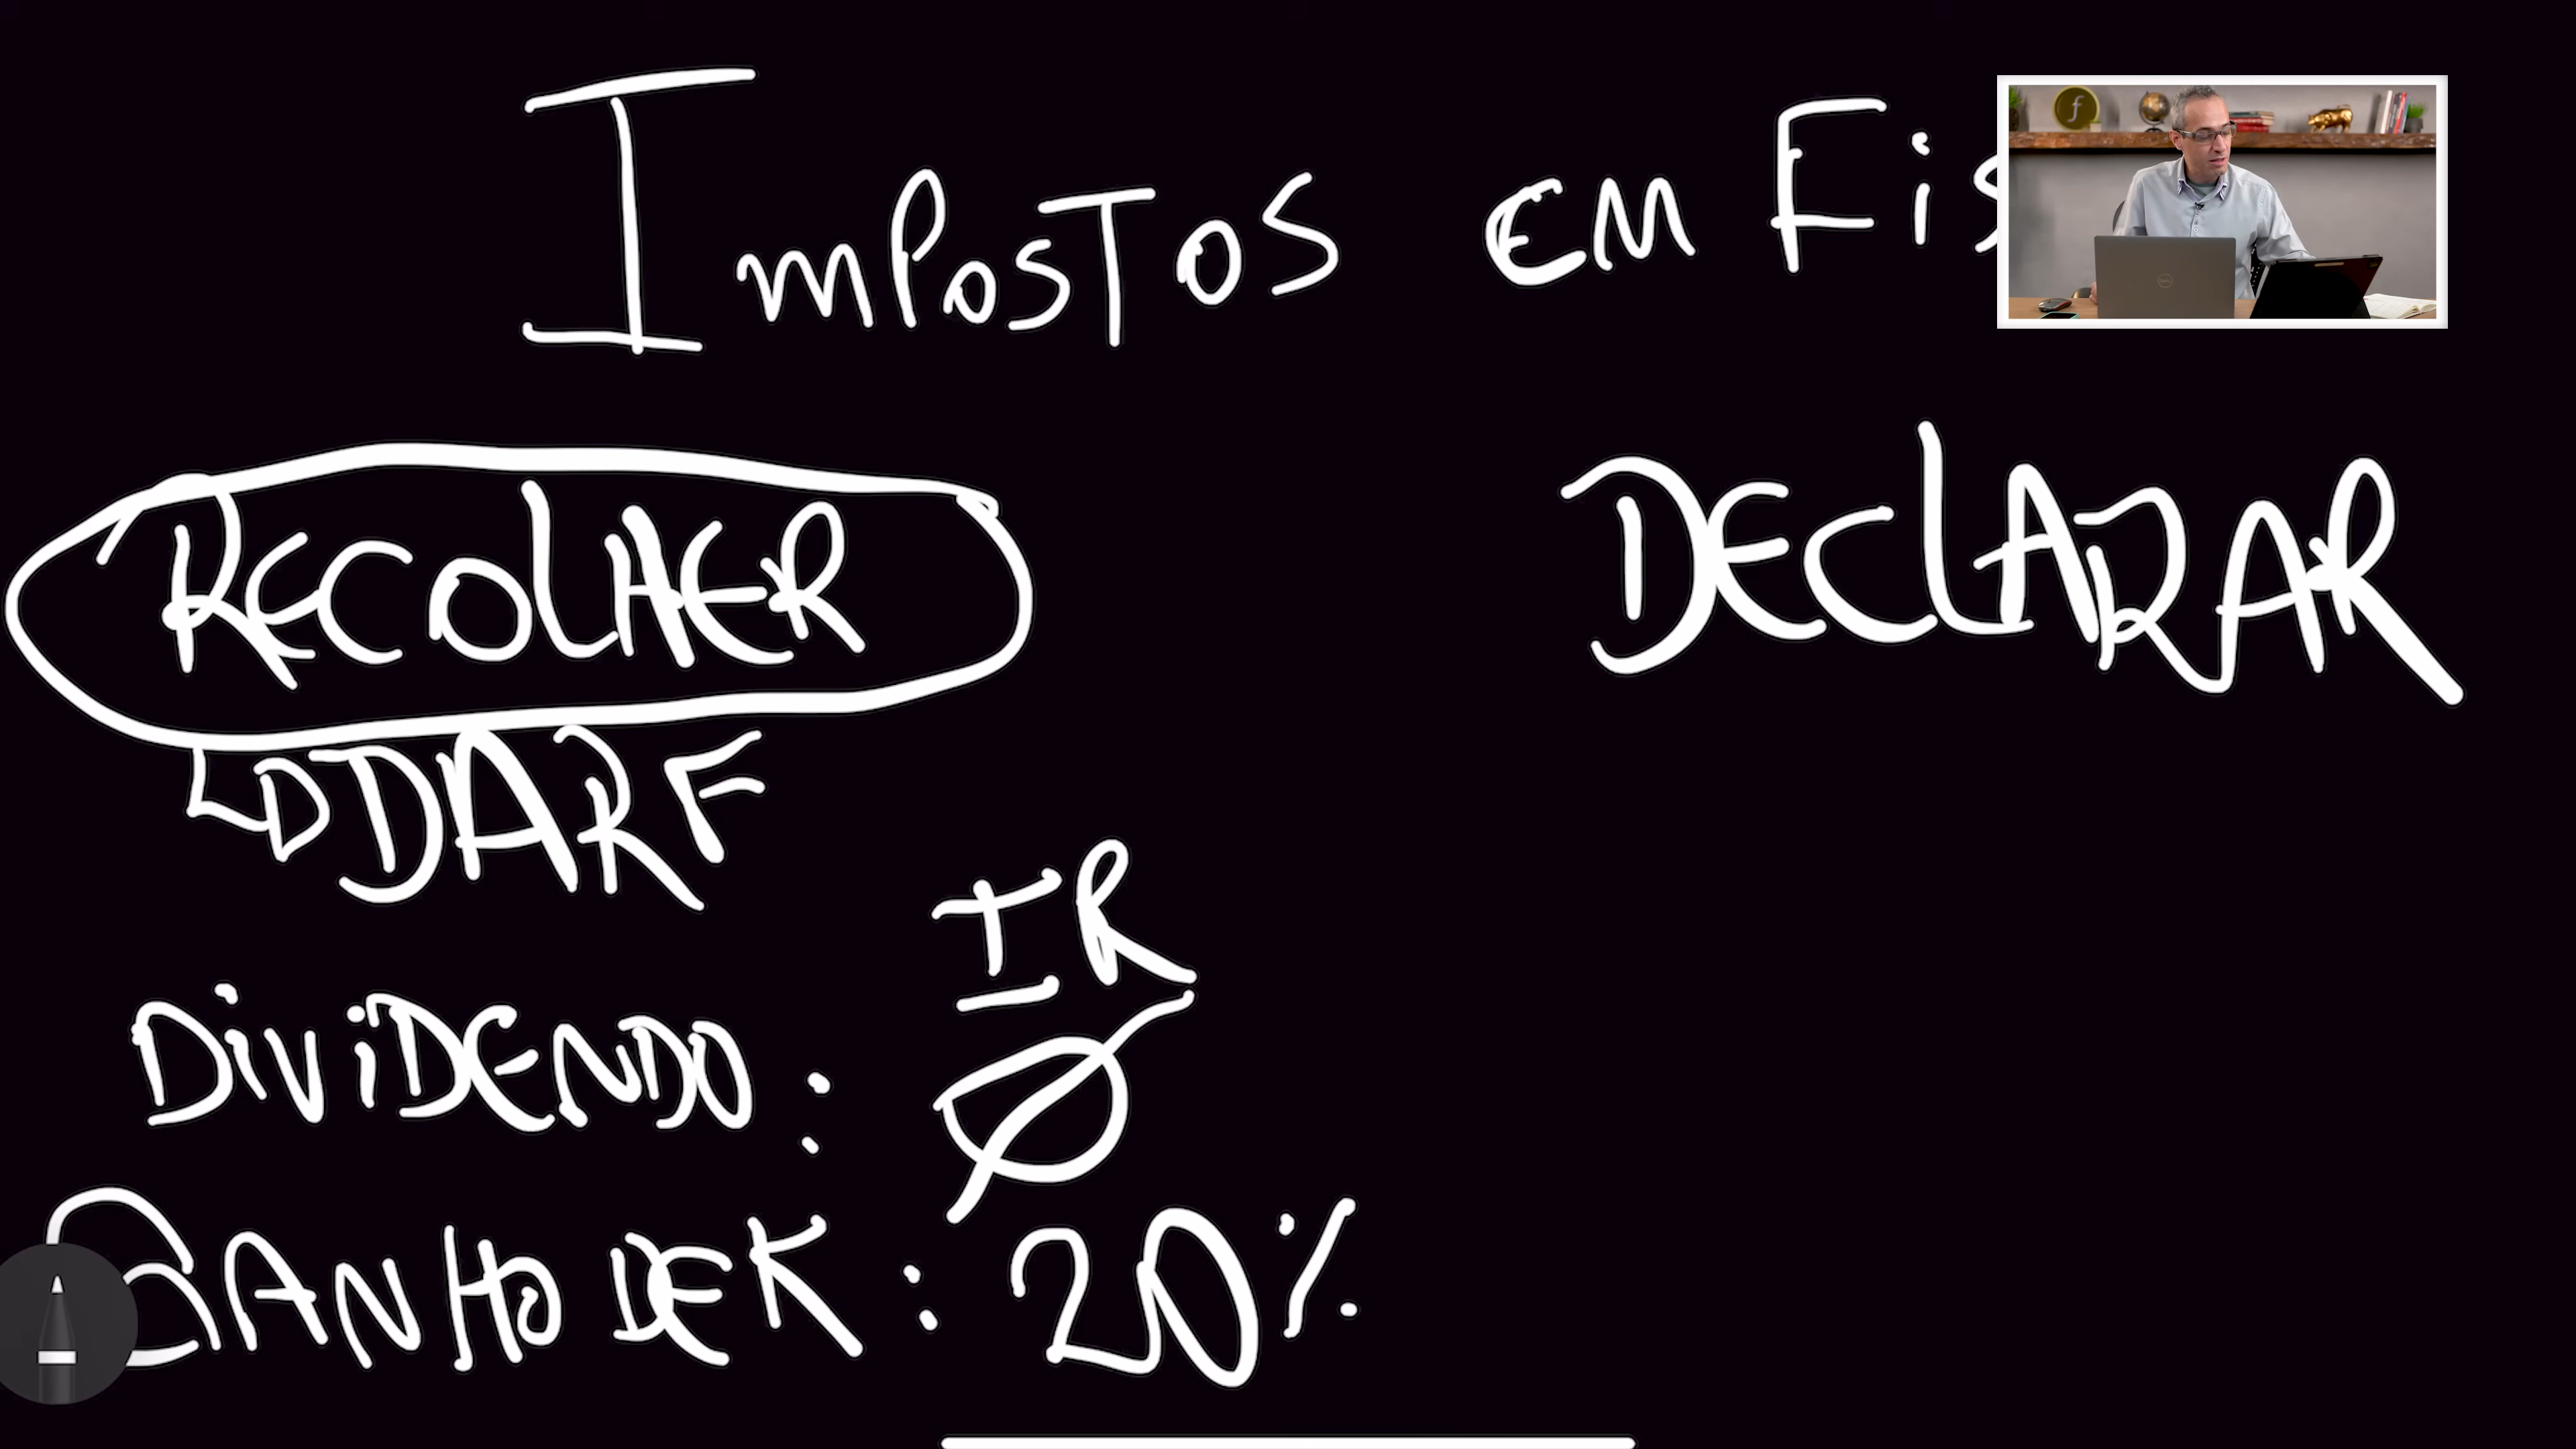 Impostos em Fis
RECOLHER
DECLARAR
DARF
IR
DiViDENDO: Ø
GANHO DE K: 20%